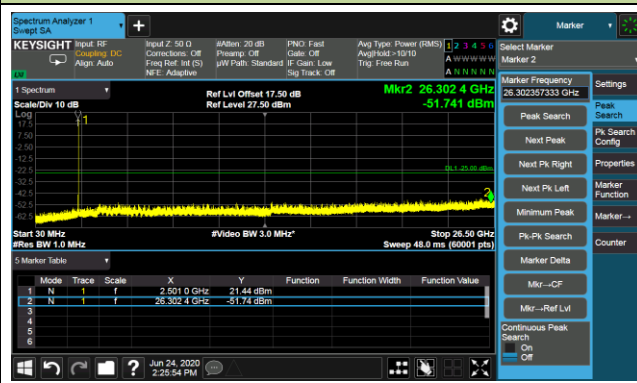 Spectrum Analyzer 1
Swept SA
Marker
KEYSIGHT
Input: RF
Coupling: DC
Align: Auto
Input Z: 50 Ω
Corrections: Off
Freq Ref: Int (S)
NFE: Adaptive
#Atten: 20 dB
Preamp: Off
µW Path: Standard
PNO: Fast
Gate: Off
IF Gain: Low
Sig Track: Off
Avg Type: Power (RMS)
Avg|Hold:>10/10
Trig: Free Run
1 2 3 4 5 6
A W W W W W
A N N N N N
Select Marker
Marker 2
1 Spectrum
Scale/Div 10 dB
Ref Lvl Offset 17.50 dB
Ref Level 27.50 dBm
Mkr2 26.302 4 GHz
-51.741 dBm
Log
17.5
7.50
-2.50
-12.5
-22.5
-32.5
-42.5
-52.5
-62.5
1
DL1 -25.00 dBm
2
Start 30 MHz
#Res BW 1.0 MHz
#Video BW 3.0 MHz*
Stop 26.50 GHz
Sweep 48.0 ms (60001 pts)
5 Marker Table
Mode Trace Scale X Y Function Function Width Function Value
1 N 1 f 2.501 0 GHz 21.44 dBm
2 N 1 f 26.302 4 GHz -51.74 dBm
3
4
5
6
Jun 24, 2020
2:25:54 PM
Marker Frequency
26.302357333 GHz
Peak Search
Next Peak
Next Pk Right
Next Pk Left
Minimum Peak
Pk-Pk Search
Marker Delta
Mkr→CF
Mkr→Ref Lvl
Continuous Peak
Search
On
Off
Settings
Peak
Search
Pk Search
Config
Properties
Marker
Function
Marker→
Counter